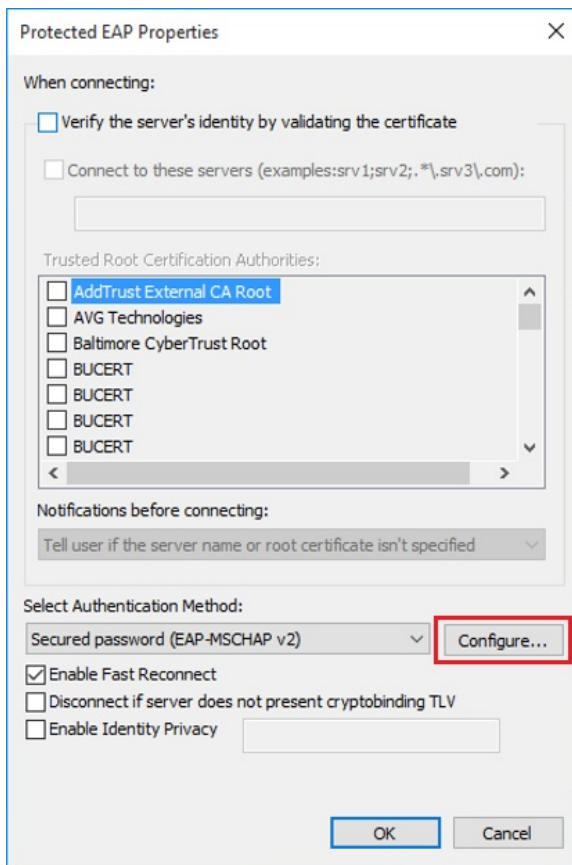 Protected EAP Properties
When connecting:
Verify the server's identity by validating the certificate
Connect to these servers (examples:srv1;srv2;.*\.srv3\.com):
Trusted Root Certification Authorities:
AddTrust External CA Root
AVG Technologies
Baltimore CyberTrust Root
BUCERT
BUCERT
BUCERT
BUCERT
Notifications before connecting:
Tell user if the server name or root certificate isn't specified
Select Authentication Method:
Secured password (EAP-MSCHAP v2) Configure...
Enable Fast Reconnect
Disconnect if server does not present cryptobinding TLV
Enable Identity Privacy
OK Cancel